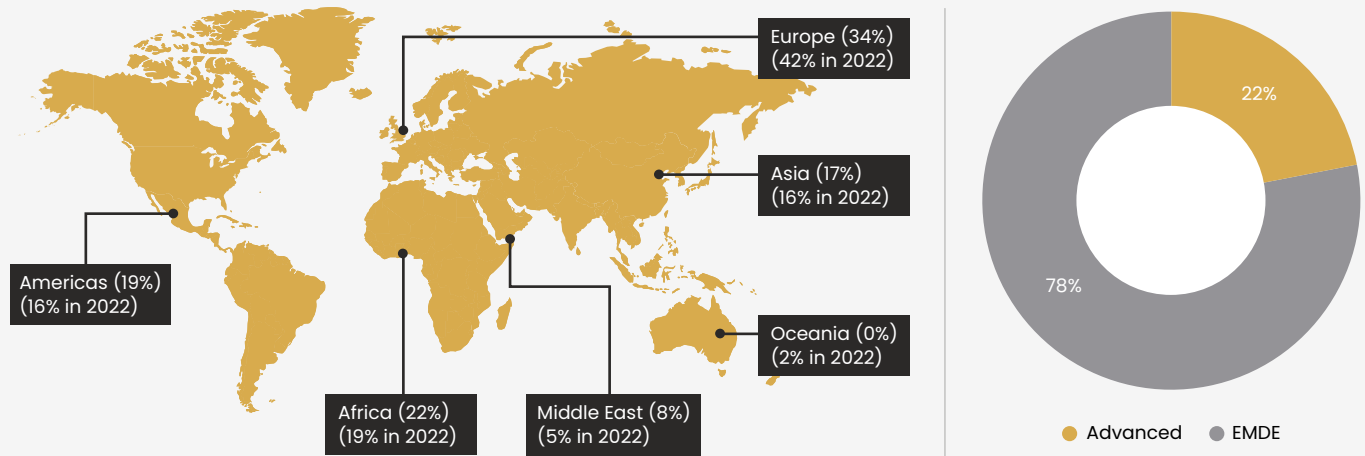 Europe (34%)
(42% in 2022)
Asia (17%)
(16% in 2022)
Americas (19%)
(16% in 2022)
Oceania (0%)
(2% in 2022)
Africa (22%)
(19% in 2022)
Middle East (8%)
(5% in 2022)
22%
78%
Advanced
EMDE